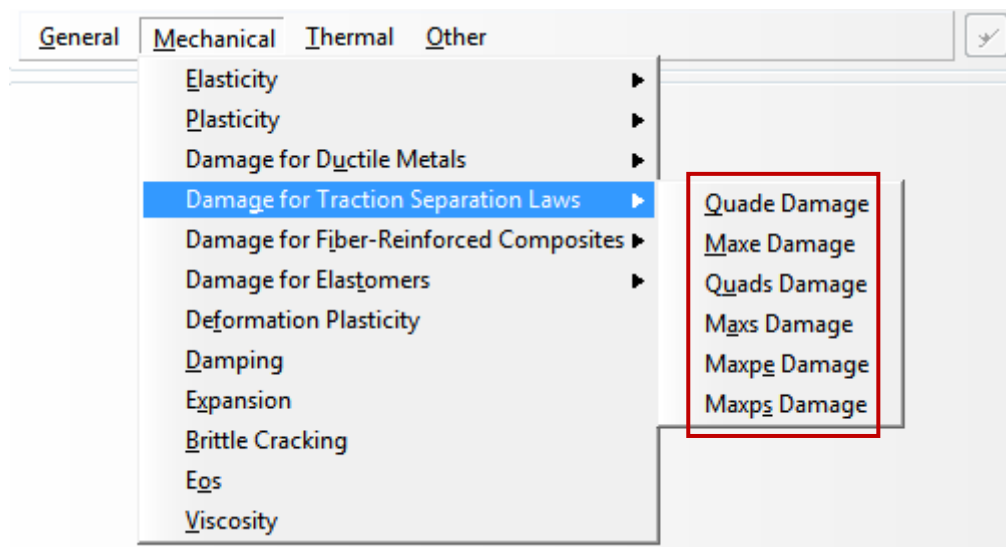 General Mechanical Thermal Other
Elasticity
Plasticity
Damage for Ductile Metals
Damage for Traction Separation Laws
Damage for Fiber-Reinforced Composites
Damage for Elastomers
Deformation Plasticity
Damping
Expansion
Brittle Cracking
Eos
Viscosity
Quade Damage
Maxe Damage
Quads Damage
Maxs Damage
Maxpe Damage
Maxps Damage